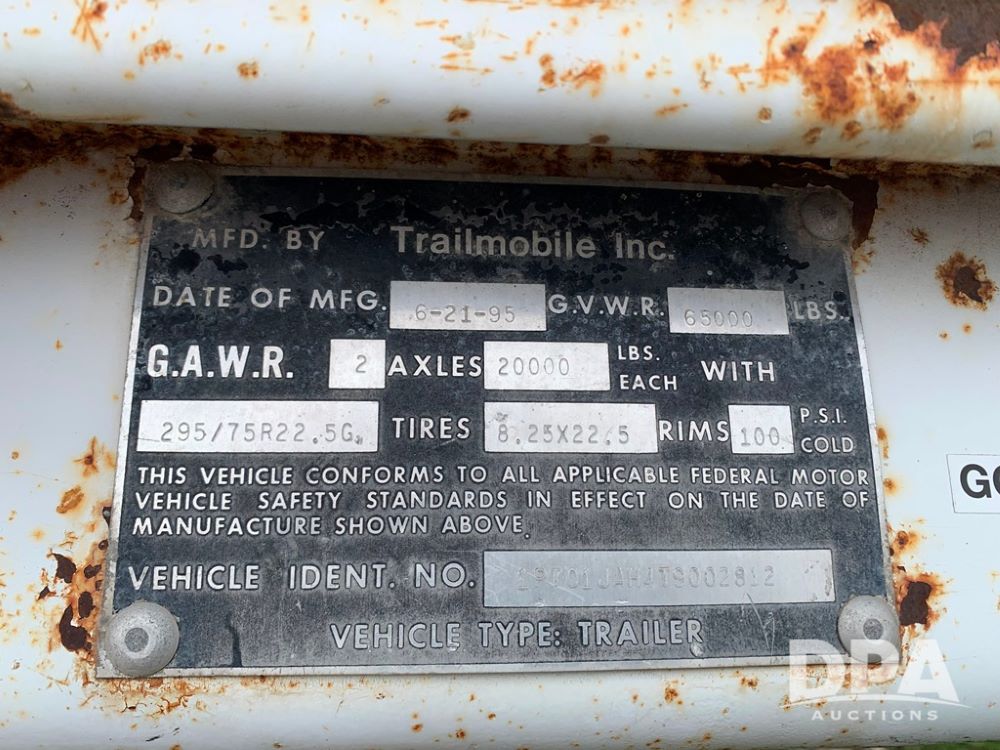 MFD. BY Trailmobile Inc.
DATE OF MFG. 6-21-95 G.V.W.R. 65000 LBS.
G.A.W.R. 2 AXLES 20000 LBS. EACH WITH
295/75R22.5G. TIRES 8.25X22.5 RIMS 100 P.S.I. COLD
THIS VEHICLE CONFORMS TO ALL APPLICABLE FEDERAL MOTOR
VEHICLE SAFETY STANDARDS IN EFFECT ON THE DATE OF
MANUFACTURE SHOWN ABOVE.
VEHICLE IDENT. NO.
VEHICLE TYPE: TRAILER
DPA
AUCTIONS